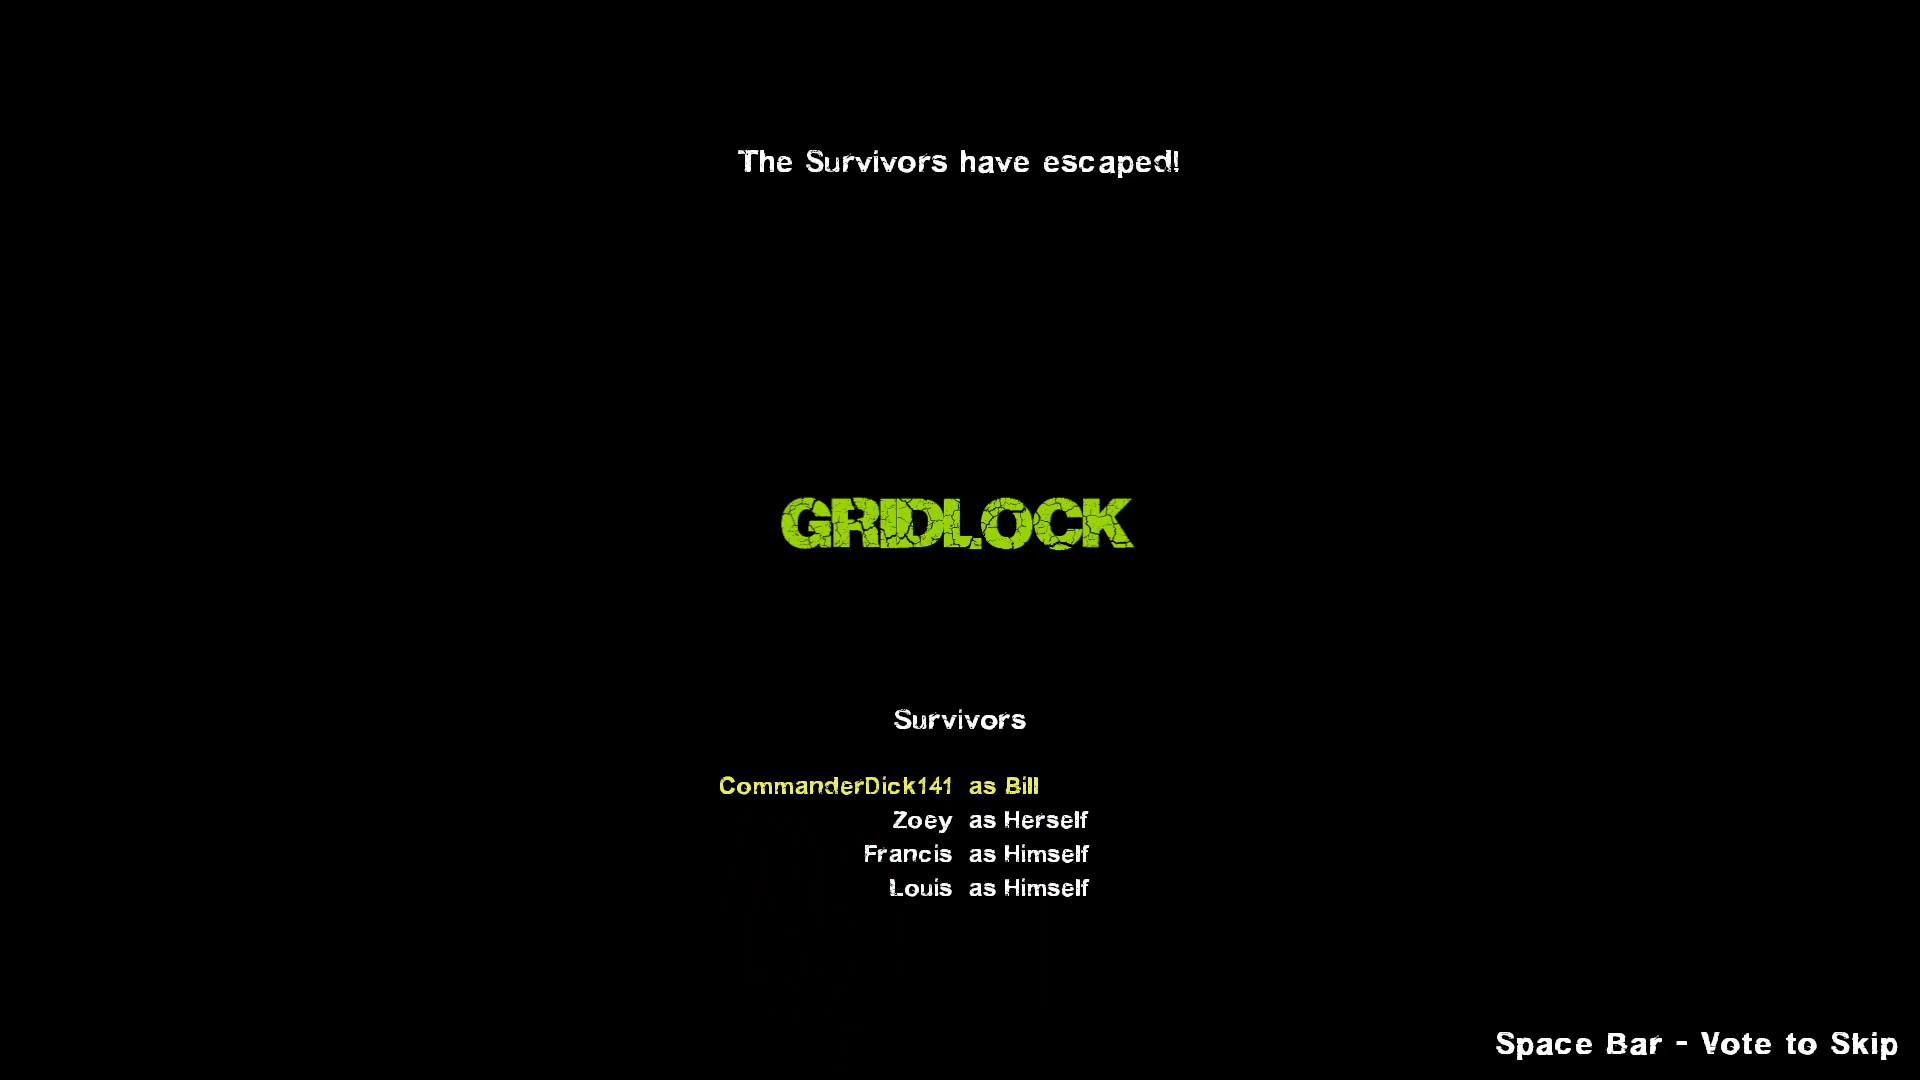 The Survivors have escaped!
GRIDLOCK
Survivors
CommanderDick141 as Bill
Zoey as Herself
Francis as Himself
Louis as Himself
Space Bar - Vote to Skip